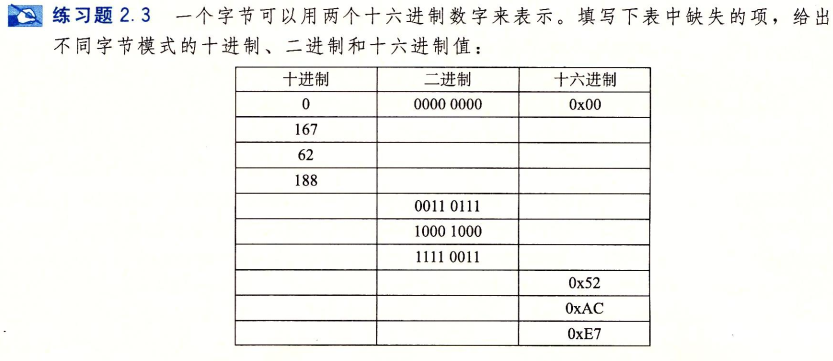 练习题 2.3 一个字节可以用两个十六进制数字来表示。填写下表中缺失的项，给出
不同字节模式的十进制、二进制和十六进制值：
十进制 二进制 十六进制
0 0000 0000 0x00
167
62
188
0011 0111
1000 1000
1111 0011
0x52
0xAC
0xE7